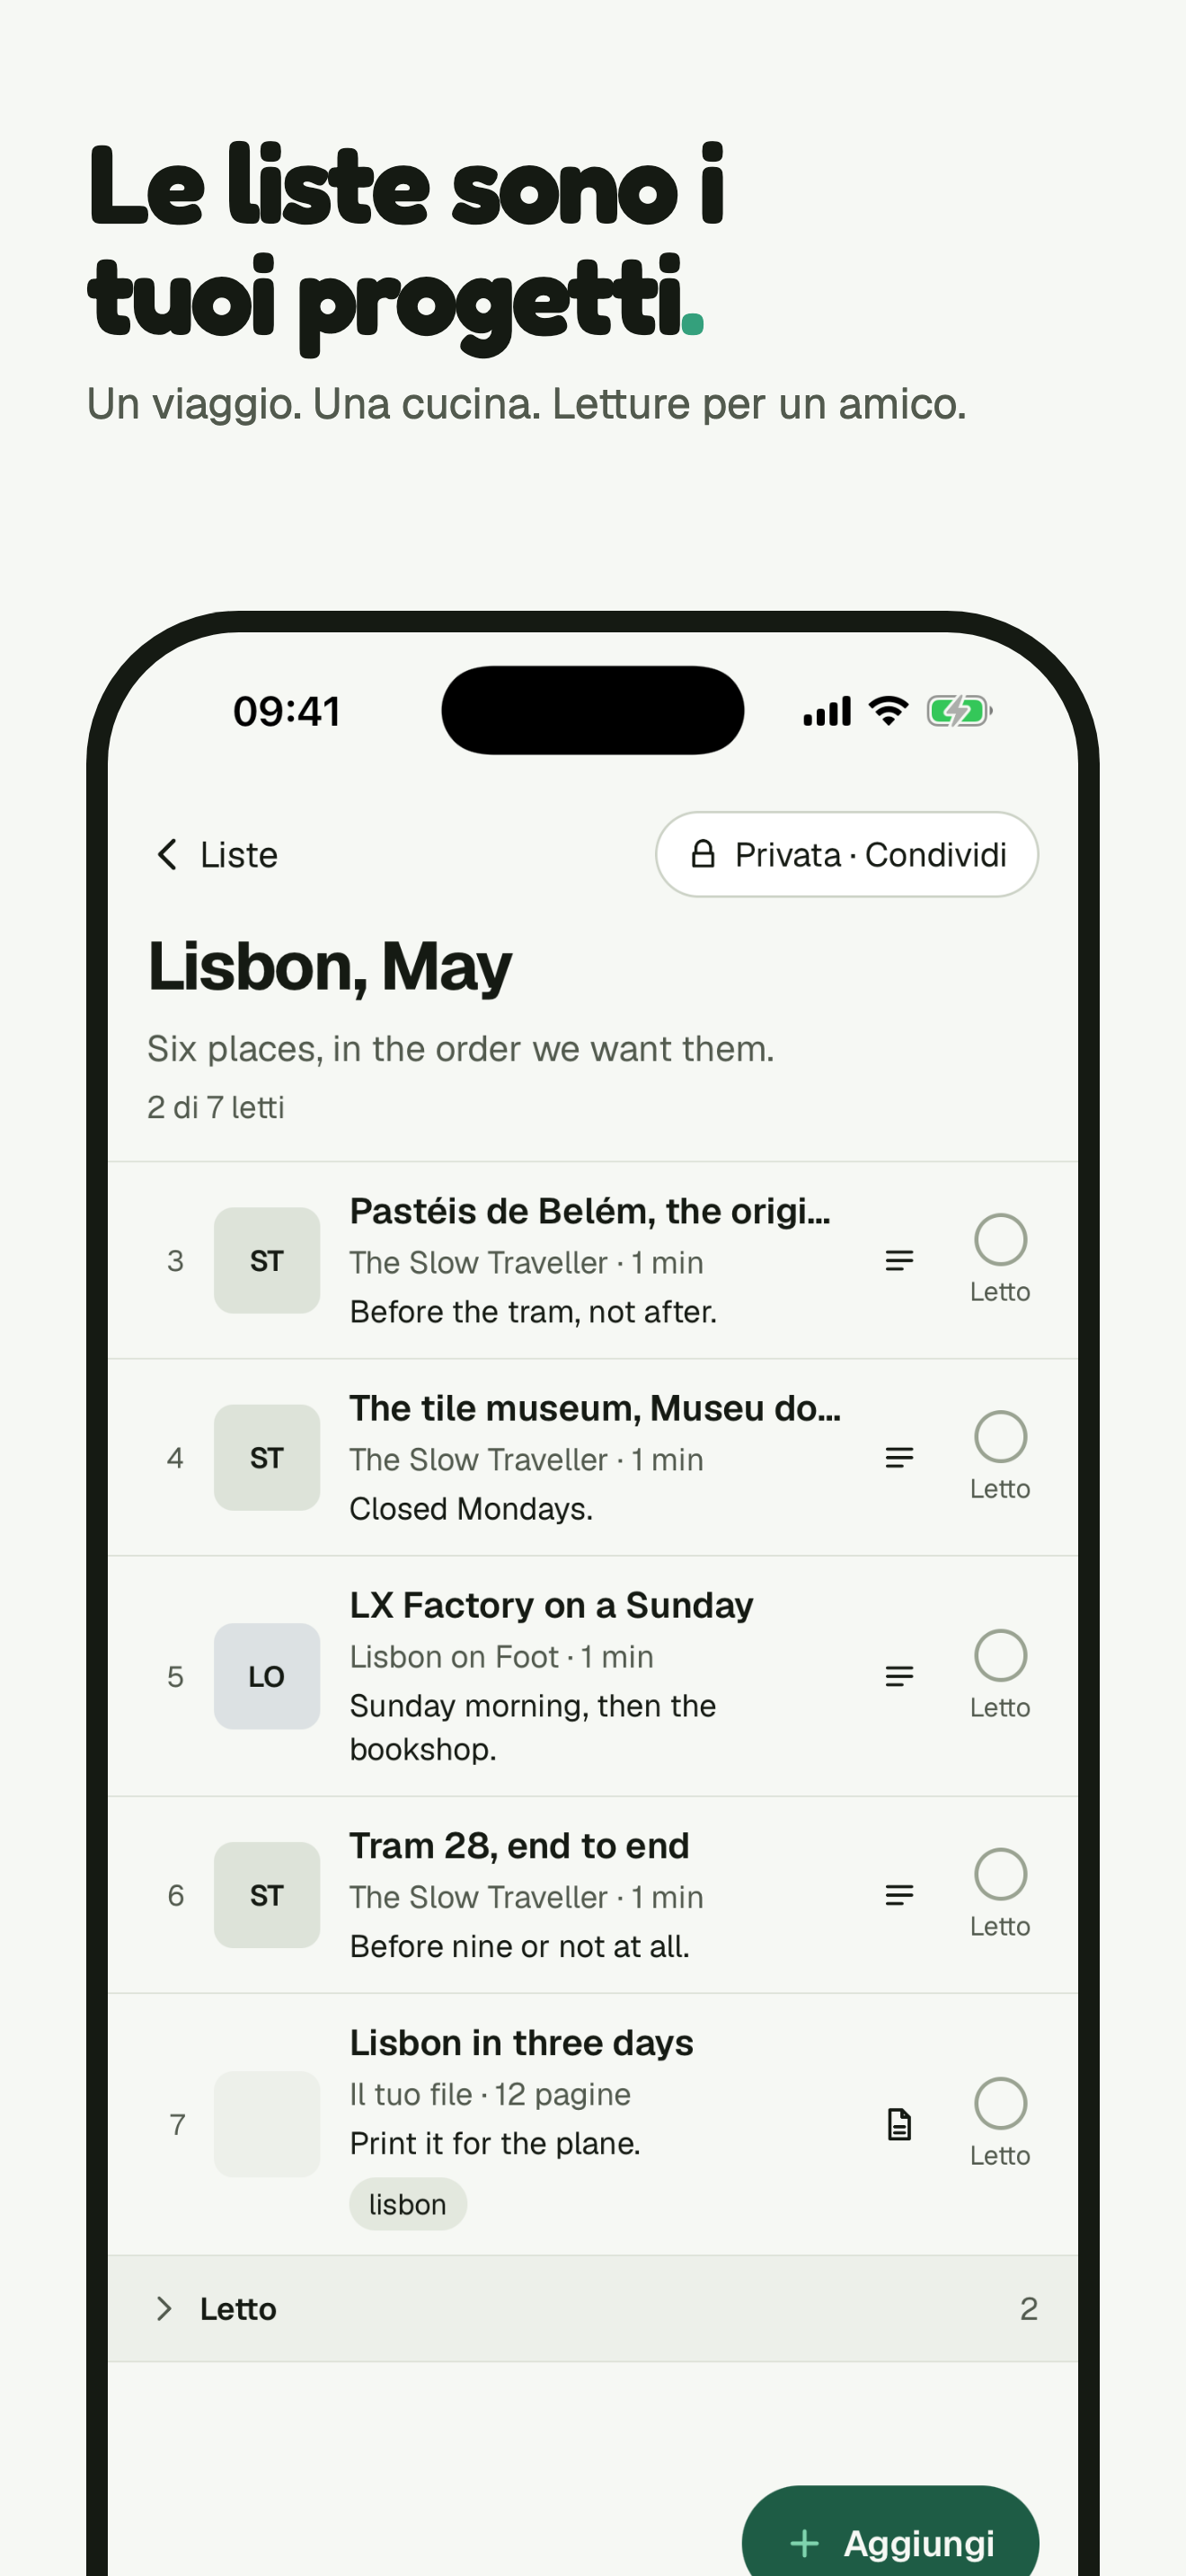 Le liste sono i
tuoi progetti.
Un viaggio. Una cucina. Letture per un amico.
09:41
Liste
Privata · Condividi
Lisbon, May
Six places, in the order we want them.
2 di 7 letti
3
ST
Pastéis de Belém, the origi...
The Slow Traveller · 1 min
Before the tram, not after.
Letto
4
ST
The tile museum, Museu do...
The Slow Traveller · 1 min
Closed Mondays.
Letto
5
LO
LX Factory on a Sunday
Lisbon on Foot · 1 min
Sunday morning, then the
bookshop.
Letto
6
ST
Tram 28, end to end
The Slow Traveller · 1 min
Before nine or not at all.
Letto
7
Lisbon in three days
Il tuo file · 12 pagine
Print it for the plane.
lisbon
Letto
Letto
2
+ Aggiungi